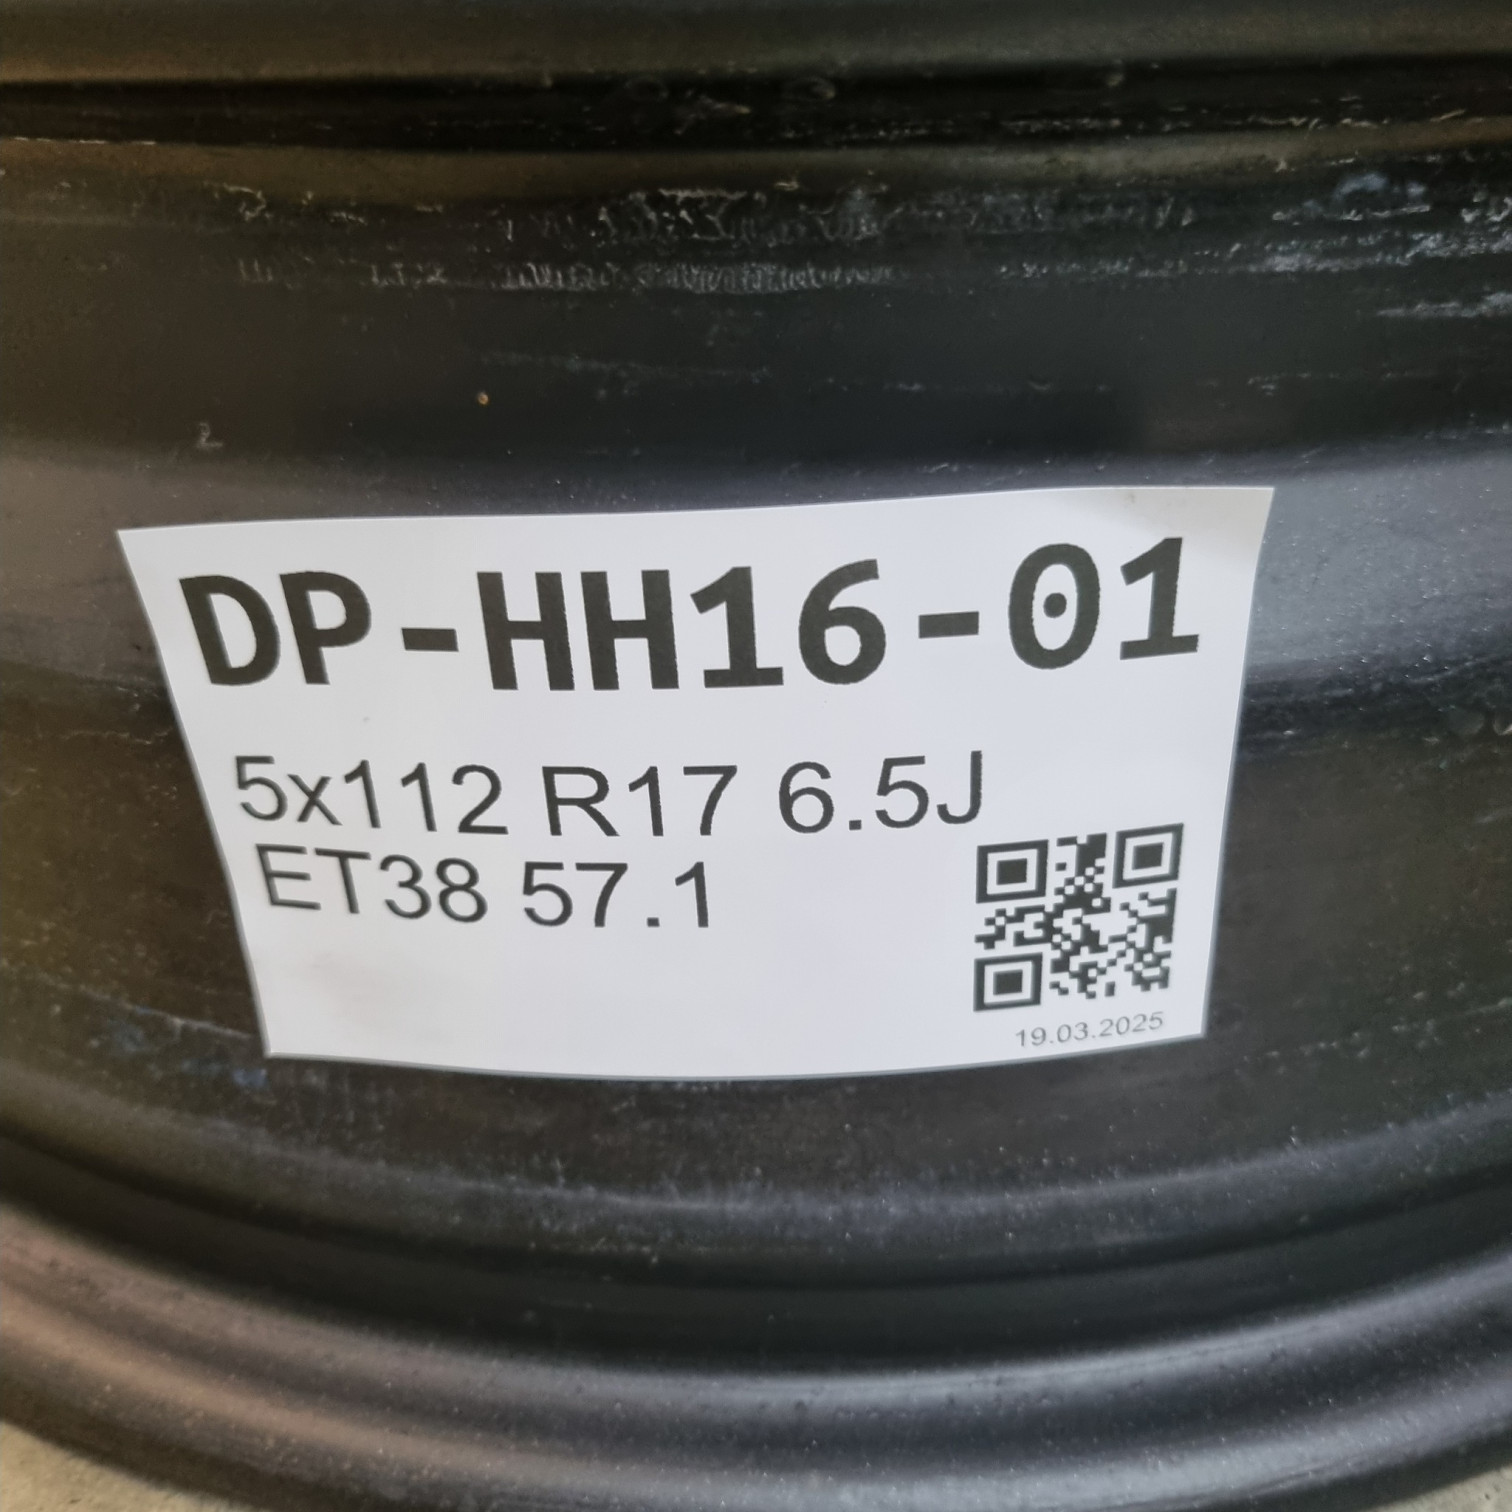 DP-HH16-01
5x112 R17 6.5J
ET38 57.1
19.03.2025